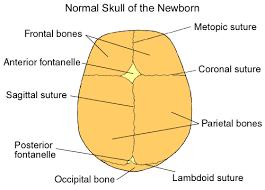 Normal Skull of the Newborn
Frontal bones
Metopic suture
Anterior fontanelle
Coronal suture
Sagittal suture
Parietal bones
Posterior
fontanelle
Occipital bone
Lambdoid suture